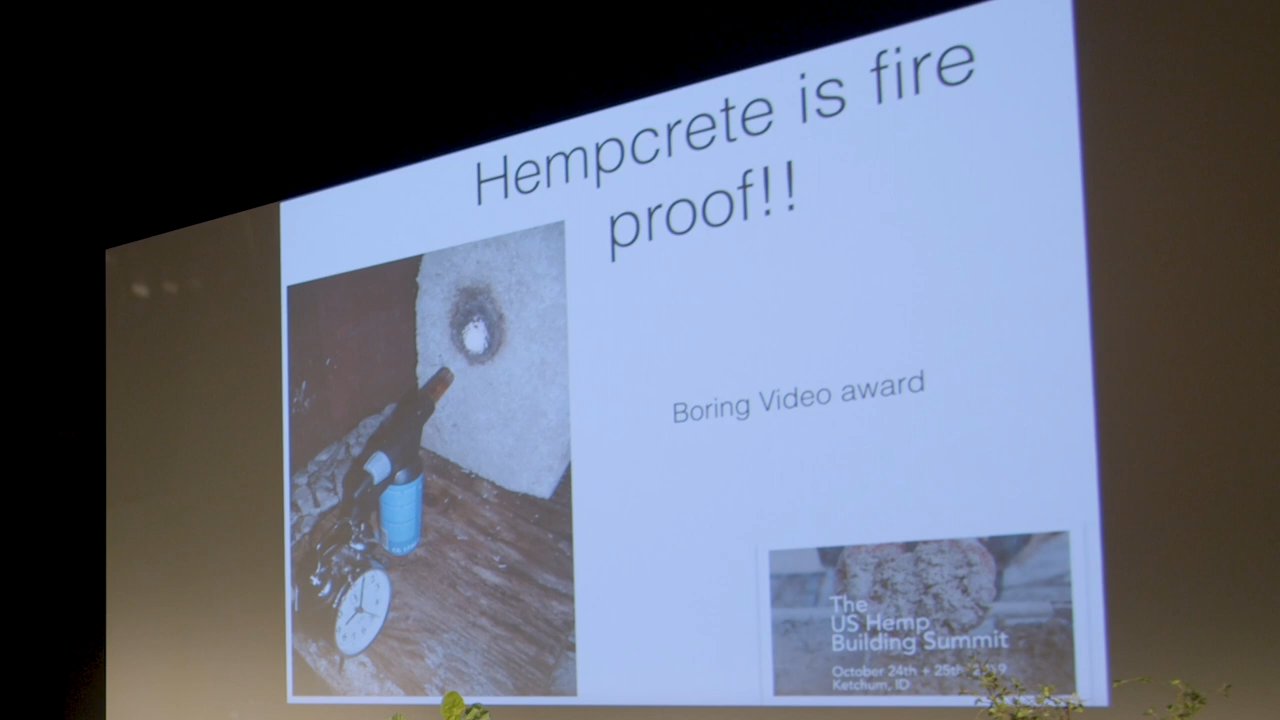 Hempcrete is fire
proof!!
Boring Video award
The
US Hemp
Building Summit
October 24th + 25th 2019
Ketchum, ID